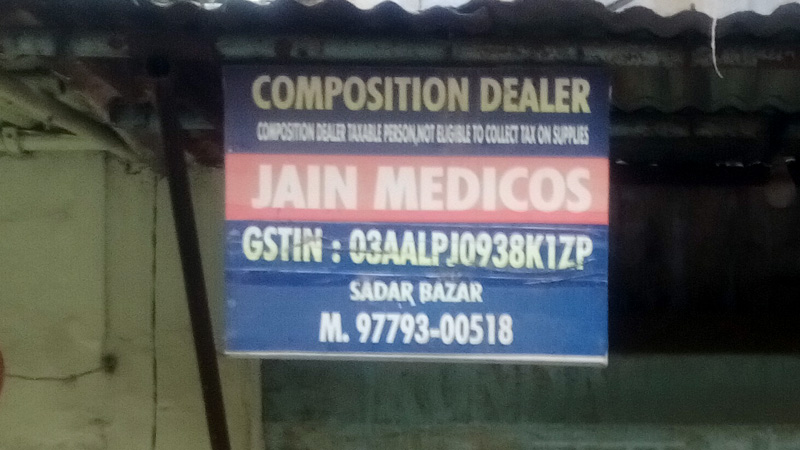 COMPOSITION DEALER
COMPOSITION DEALER TAXABLE PERSON,NOT ELIGIBLE TO COLLECT TAX ON SUPPLIES
JAIN MEDICOS
GSTIN : 03AALPJ0938K1ZP
SADAR BAZAR
M. 97793-00518